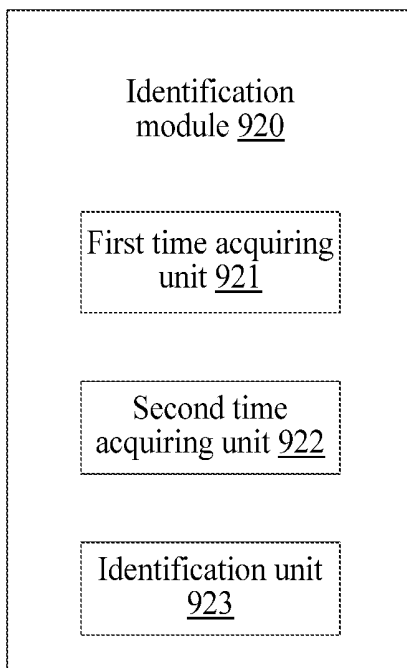 Identification
module 920
First time acquiring
unit 921
Second time
acquiring unit 922
Identification unit
923